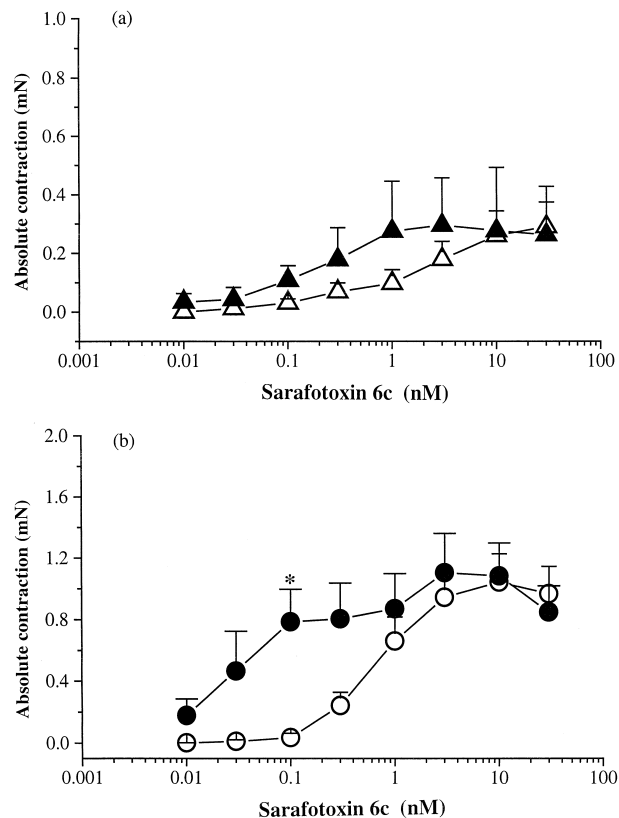 (a)
1.0
0.8
0.6
0.4
0.2
0.0
Absolute contraction (mN)
0.001 0.01 0.1 1 10 100
Sarafotoxin 6c (nM)
(b)
2.0
1.6
1.2
0.8
0.4
0.0
Absolute contraction (mN)
*
0.001 0.01 0.1 1 10 100
Sarafotoxin 6c (nM)